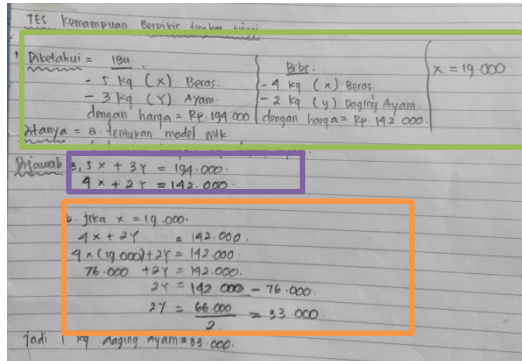 TES Kemampuan Berpikir
Diketahui = IBu
- 5 kg (x) Beras.
- 3 kg (Y) Ayam.
dengan harga = Rp. 194 000
Bibi.
- 4 kg (x) Beras.
- 2 kg (y) Daging Ayam.
dengan harga = Rp. 142 000.
x = 19.000
Ditanya = a. tentukan model mtk
Dijawab a. 5x + 3Y = 194.000.
4x + 2Y = 142.000.
b. Jika x = 19.000.
4x + 2Y = 142.000.
4 x (19.000) + 2Y = 142.000.
76.000 + 2Y = 142.000.
2Y = 142 000 - 76.000.
2Y = 66.000 / 2 = 33.000
Jadi 1 kg daging Ayam = 33.000.